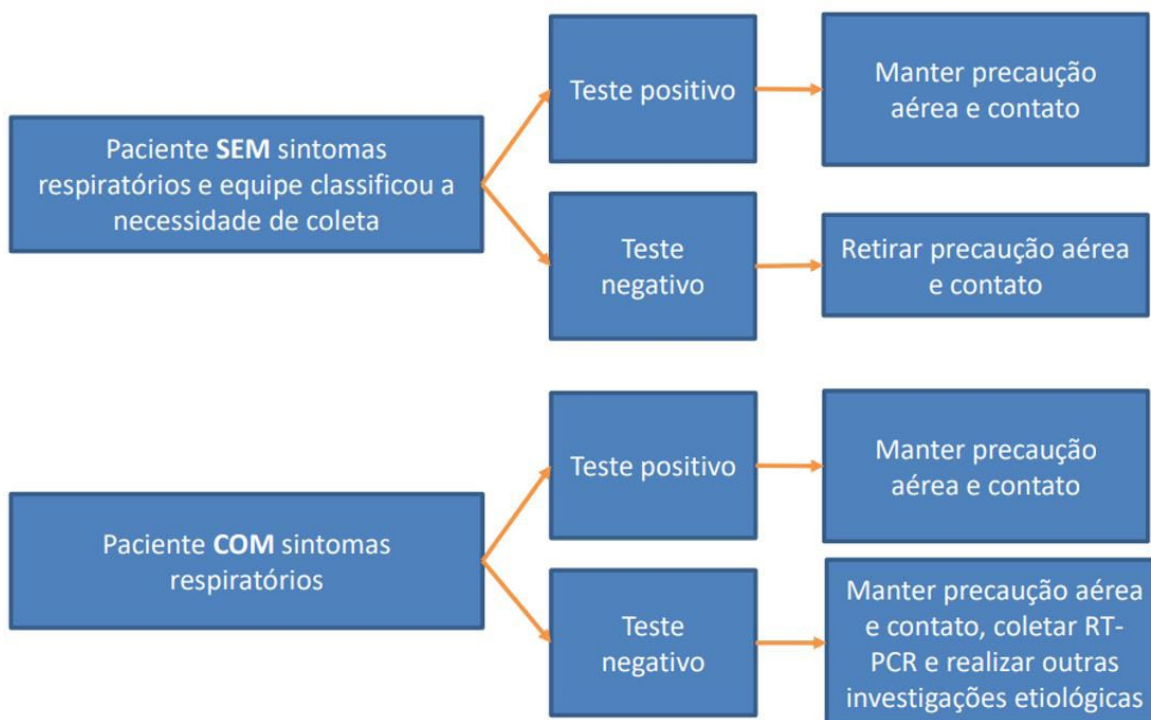 Paciente SEM sintomas
respiratórios e equipe classificou a
necessidade de coleta
Teste positivo
Manter precaução
aérea e contato
Teste
negativo
Retirar precaução aérea
e contato
Paciente COM sintomas
respiratórios
Teste positivo
Manter precaução
aérea e contato
Teste
negativo
Manter precaução aérea
e contato, coletar RT-
PCR e realizar outras
investigações etiológicas